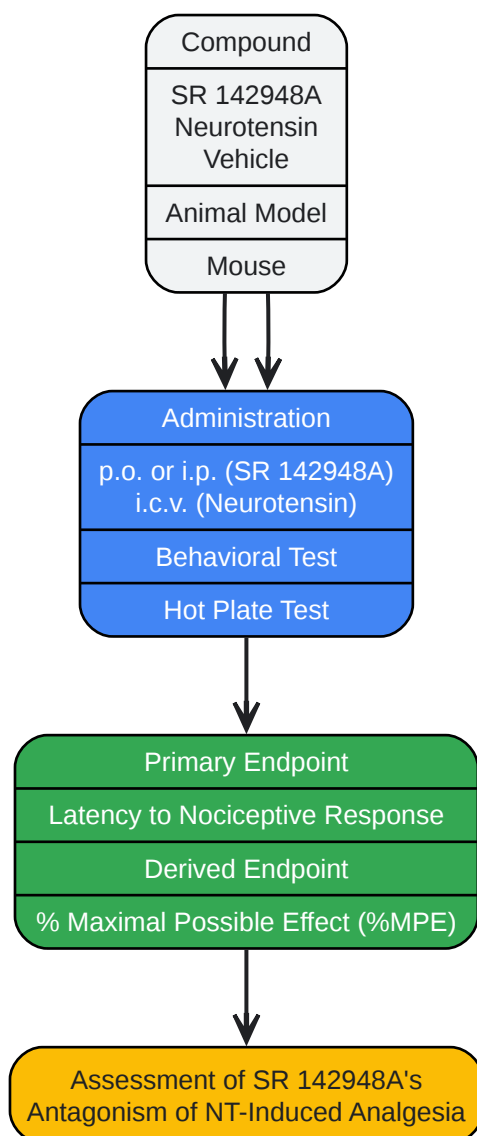 Compound
SR 142948A
Neurotensin
Vehicle
Animal Model
Mouse
Administration
p.o. or i.p. (SR 142948A)
i.c.v. (Neurotensin)
Behavioral Test
Hot Plate Test
Primary Endpoint
Latency to Nociceptive Response
Derived Endpoint
% Maximal Possible Effect (%MPE)
Assessment of SR 142948A's
Antagonism of NT-Induced Analgesia